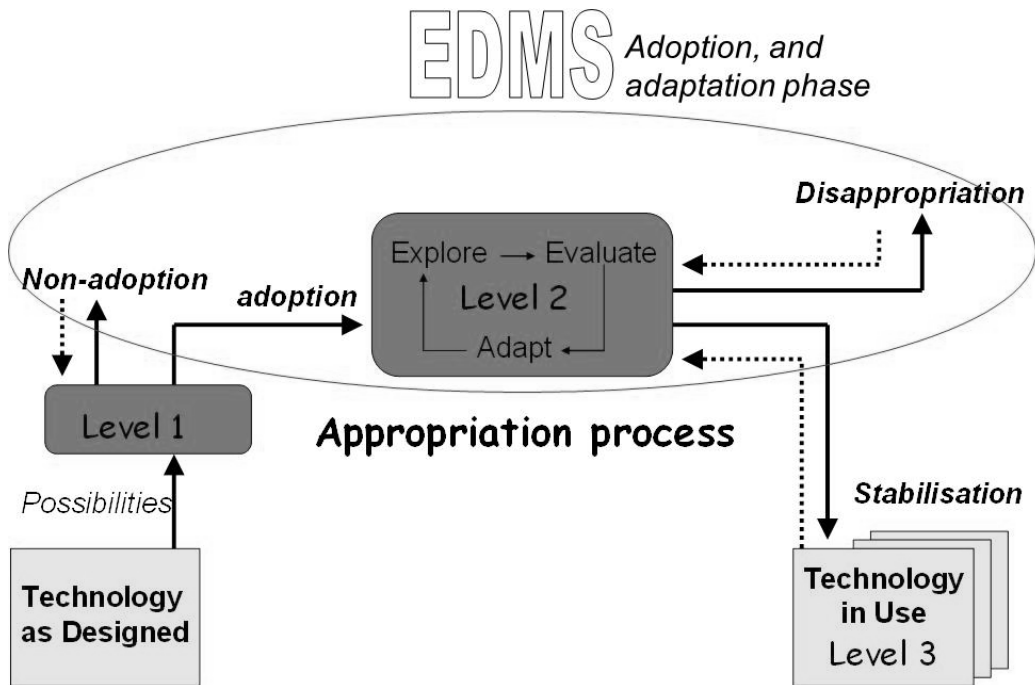 EDMS
Adoption, and
adaptation phase
Disappropriation
Non-adoption
adoption
Explore
Evaluate
Level 2
Adapt
Level 1
Appropriation process
Possibilities
Stabilisation
Technology
as Designed
Technology
in Use
Level 3